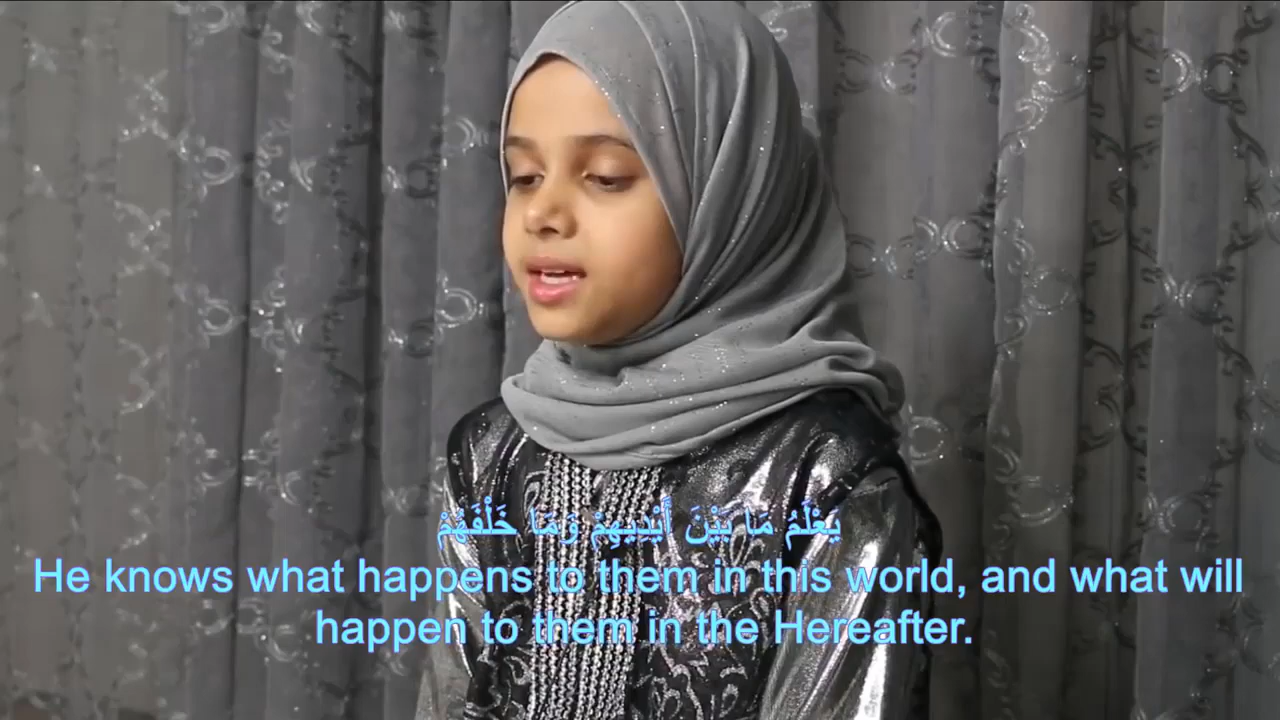 يَعْلَمُ مَا بَيْنَ أَيْدِيهِمْ وَمَا خَلْفَهُمْ
He knows what happens to them in this world, and what will
happen to them in the Hereafter.